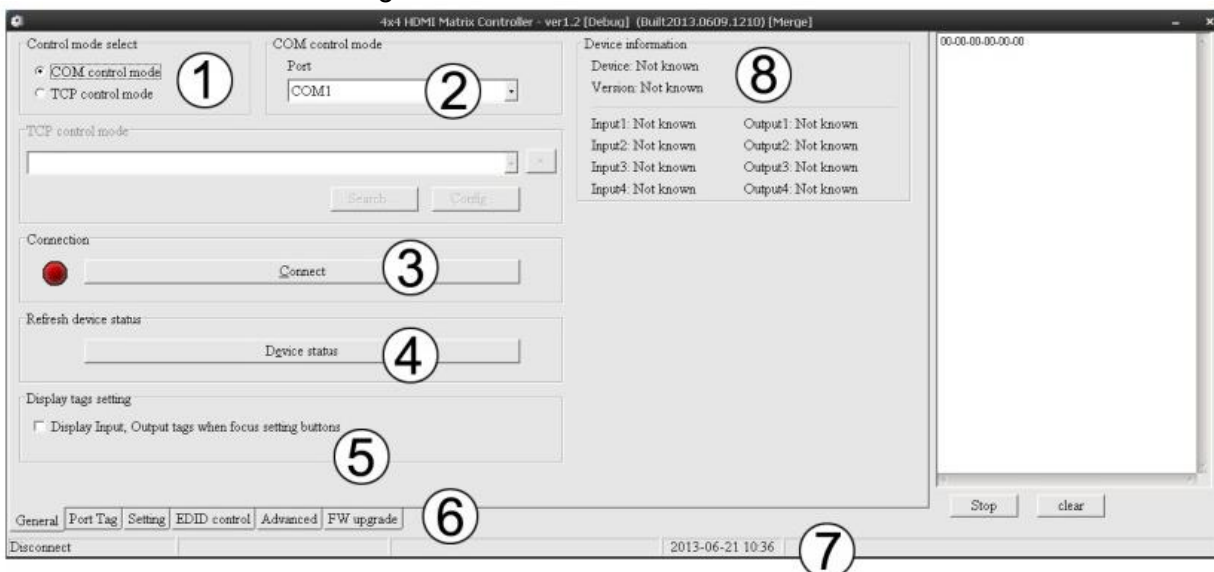 4x4 HDMI Matrix Controller - ver1.2 [Debug] (Built2013.0609.1210) [Merge]
Control mode select
COM control mode
TCP control mode
1
COM control mode
Port
COM1
2
TCP control mode
Search
Config
Connection
Connect
3
Refresh device status
Device status
4
Display tags setting
Display Input, Output tags when focus setting buttons
5
Device information
Device: Not known
Version: Not known
8
Input1: Not known Output1: Not known
Input2: Not known Output2: Not known
Input3: Not known Output3: Not known
Input4: Not known Output4: Not known
00-00-00-00-00-00
Stop clear
General Port Tag Setting EDID control Advanced FW upgrade
6
Disconnect 2013-06-21 10:36
7